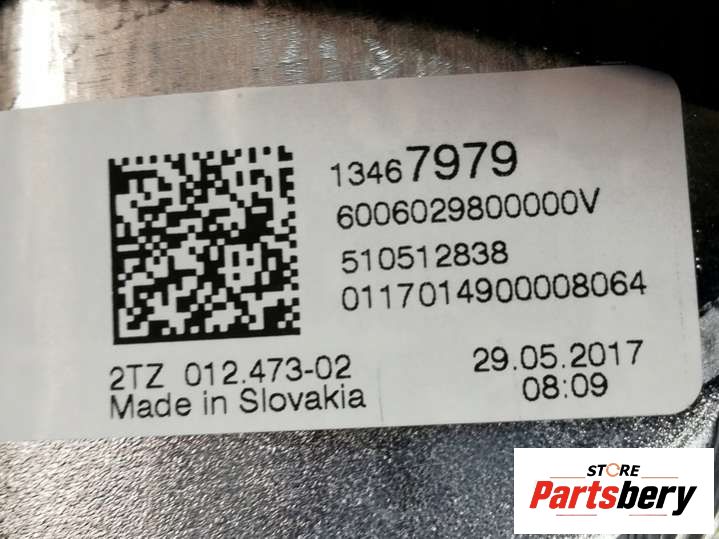 13467979
6006029800000V
510512838
0117014900008064
2TZ 012.473-02
Made in Slovakia
29.05.2017
08:09
STORE
Partsbery